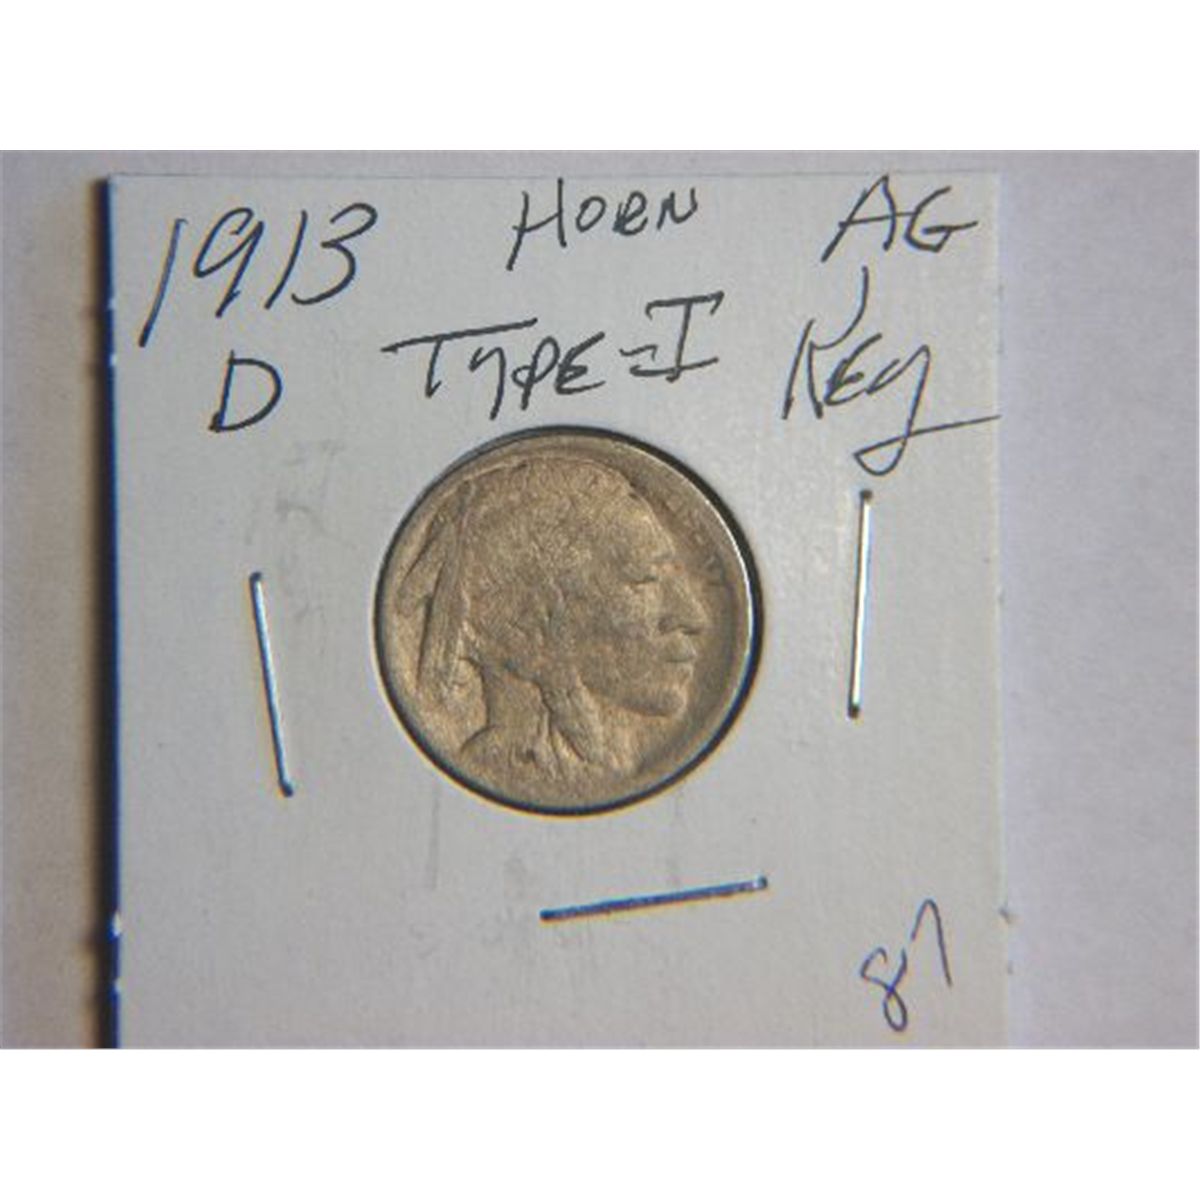 1913 HORN AG
D TYPE-I KEY
87